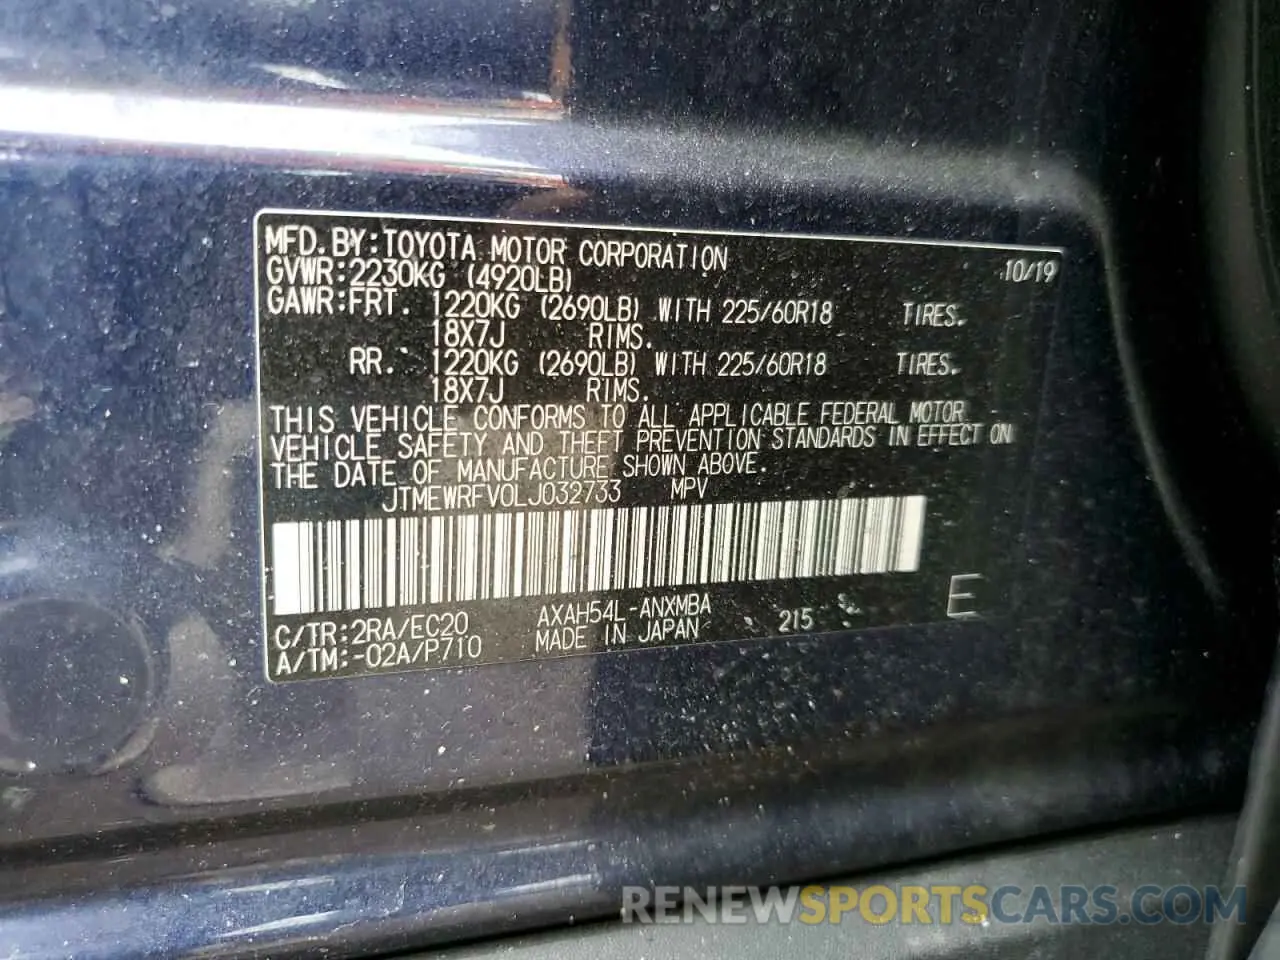 MFD.BY:TOYOTA MOTOR CORPORATION 10/19
GVWR:2230KG (4920LB)
GAWR:FRT. 1220KG (2690LB) WITH 225/60R18 TIRES.
18X7J RIMS.
RR. 1220KG (2690LB) WITH 225/60R18 TIRES.
18X7J RIMS.
THIS VEHICLE CONFORMS TO ALL APPLICABLE FEDERAL MOTOR
VEHICLE SAFETY AND THEFT PREVENTION STANDARDS IN EFFECT ON
THE DATE OF MANUFACTURE SHOWN ABOVE.
JTMEWRFV0LJ032733 MPV
C/TR:2RA/EC20 AXAH54L-ANXMBA 215 E
A/TM:-02A/P710 MADE IN JAPAN
RENEWSPORTSCARS.COM